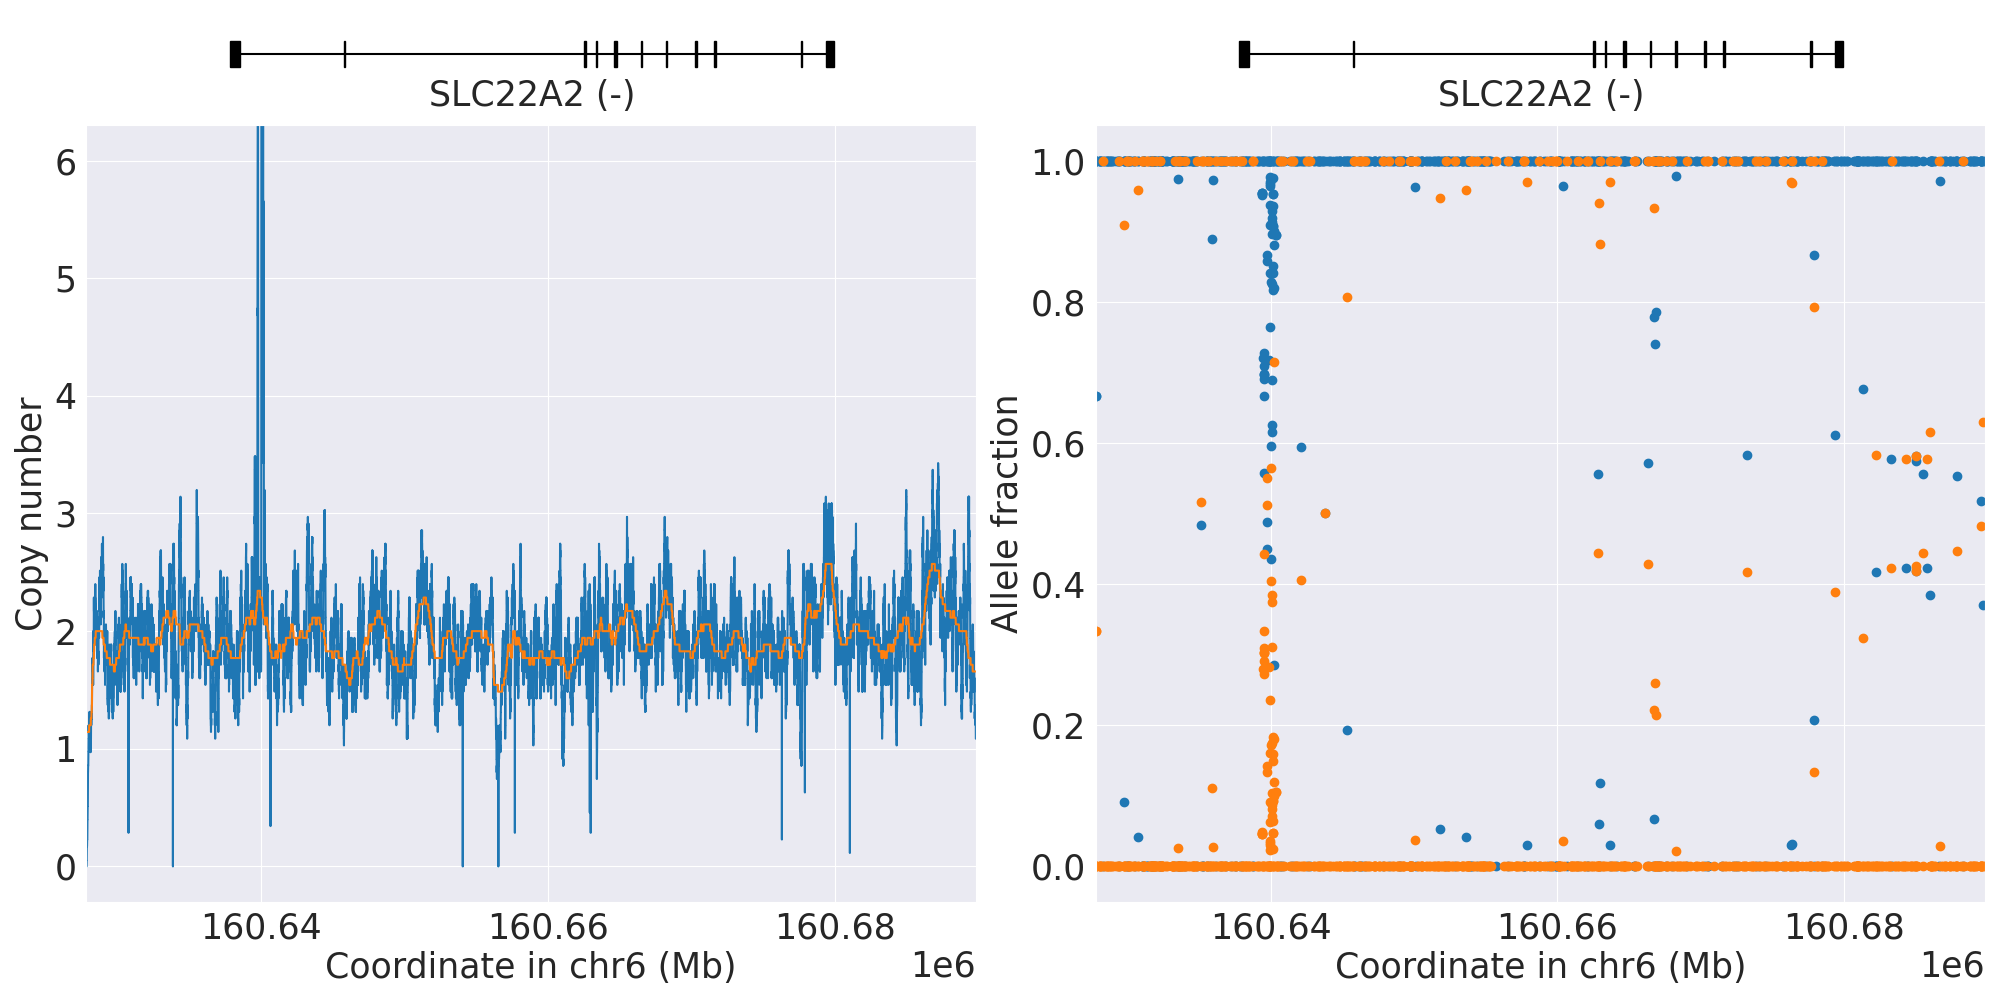 SLC22A2 (-)
6
5
4
3
2
1
0
Copy number
160.64
160.66
160.68
Coordinate in chr6 (Mb)
1e6
SLC22A2 (-)
1.0
0.8
0.6
0.4
0.2
0.0
Allele fraction
160.64
160.66
160.68
Coordinate in chr6 (Mb)
1e6